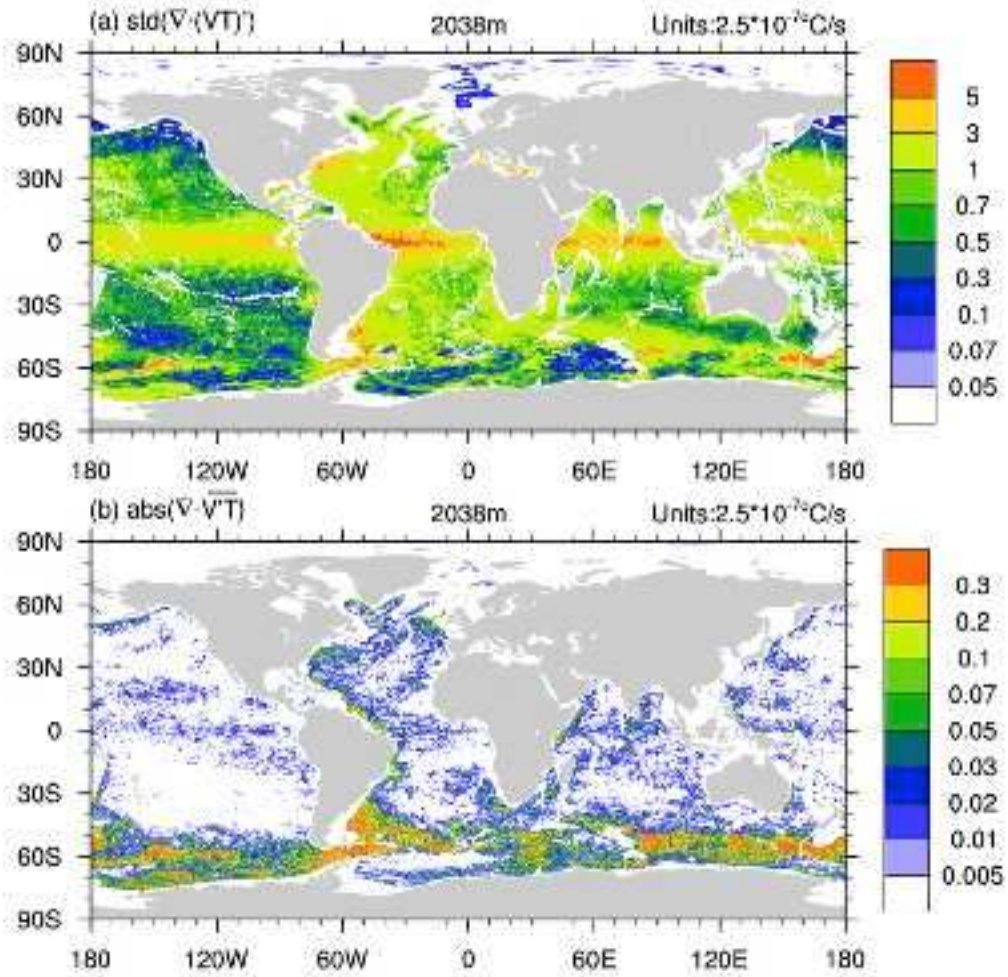 (a) std(∇·(VT)') 2038m Units:2.5*10⁻⁷°C/s
90N
60N
30N
0
30S
60S
90S
180 120W 60W 0 60E 120E 180
5
3
1
0.7
0.5
0.3
0.1
0.07
0.05
(b) abs(∇·V'T') 2038m Units:2.5*10⁻⁷°C/s
90N
60N
30N
0
30S
60S
90S
180 120W 60W 0 60E 120E 180
0.3
0.2
0.1
0.07
0.05
0.03
0.02
0.01
0.005